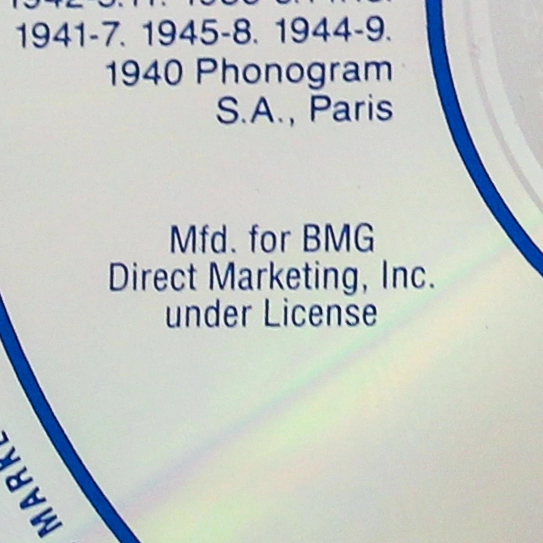 1941-7. 1945-8. 1944-9.
1940 Phonogram
S.A., Paris
Mfd. for BMG
Direct Marketing, Inc.
under License